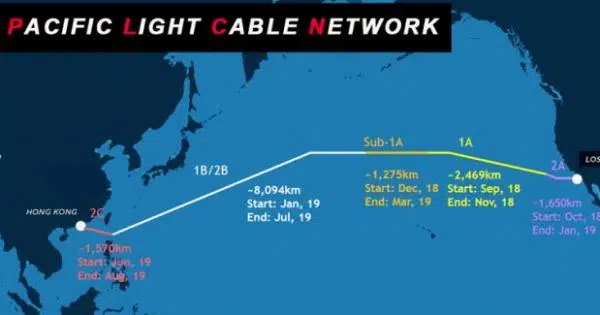 PACIFIC LIGHT CABLE NETWORK
Sub-1A
1A
2A
LOS
1B/2B
~8,094km
Start: Jan, 19
End: Jul, 19
~1,275km
Start: Dec, 18
End: Mar, 19
~2,469km
Start: Sep, 18
End: Nov, 18
~1,650km
Start: Oct, 18
End: Jan, 19
HONG KONG
2C
~1,570km
Start: Jun, 19
End: Aug, 19